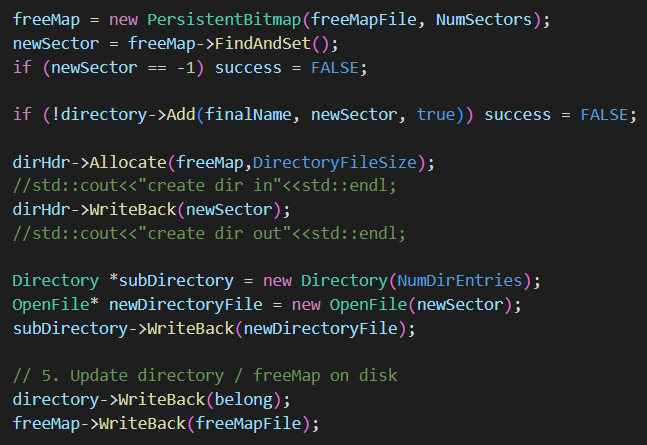 freeMap = new PersistentBitmap(freeMapFile, NumSectors);
newSector = freeMap->FindAndSet();
if (newSector == -1) success = FALSE;
if (!directory->Add(finalName, newSector, true)) success = FALSE;
dirHdr->Allocate(freeMap,DirectoryFileSize);
//std::cout<<"create dir in"<<std::endl;
dirHdr->WriteBack(newSector);
//std::cout<<"create dir out"<<std::endl;
Directory *subDirectory = new Directory(NumDirEntries);
OpenFile* newDirectoryFile = new OpenFile(newSector);
subDirectory->WriteBack(newDirectoryFile);
// 5. Update directory / freeMap on disk
directory->WriteBack(belong);
freeMap->WriteBack(freeMapFile);